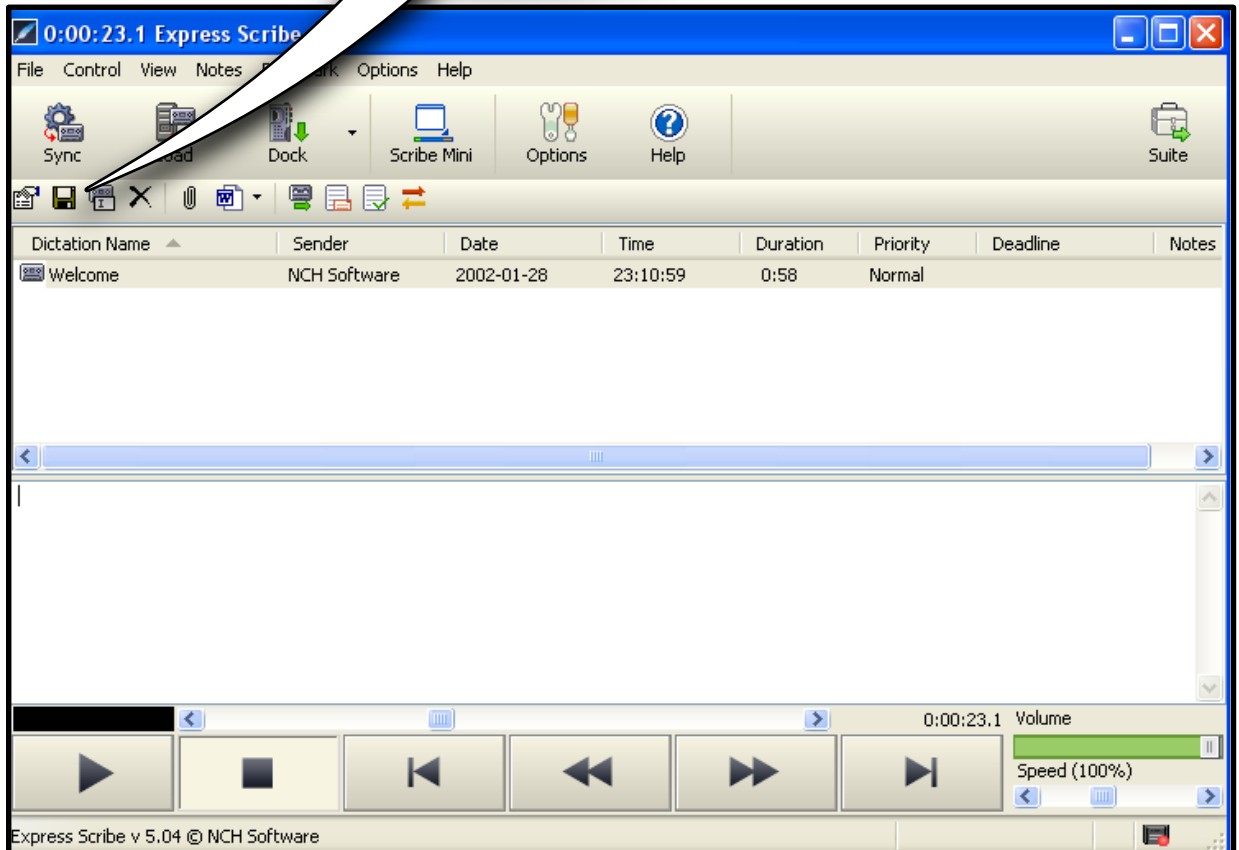 0:00:23.1 Express Scribe
File Control View Notes Options Help
Sync Dock Scribe Mini Options Help Suite
Dictation Name Sender Date Time Duration Priority Deadline Notes
Welcome NCH Software 2002-01-28 23:10:59 0:58 Normal
0:00:23.1 Volume
Speed (100%)
Express Scribe v 5.04 © NCH Software